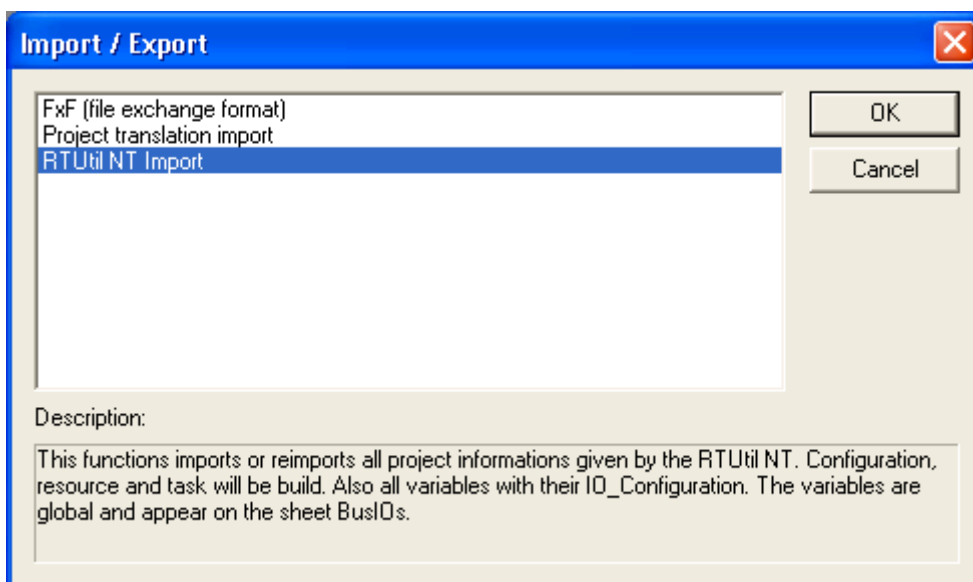 Import / Export
FxF (file exchange format)
Project translation import
RTUtil NT Import
OK
Cancel
Description:
This functions imports or reimports all project informations given by the RTUtil NT. Configuration,
resource and task will be build. Also all variables with their IO_Configuration. The variables are
global and appear on the sheet BusIOs.